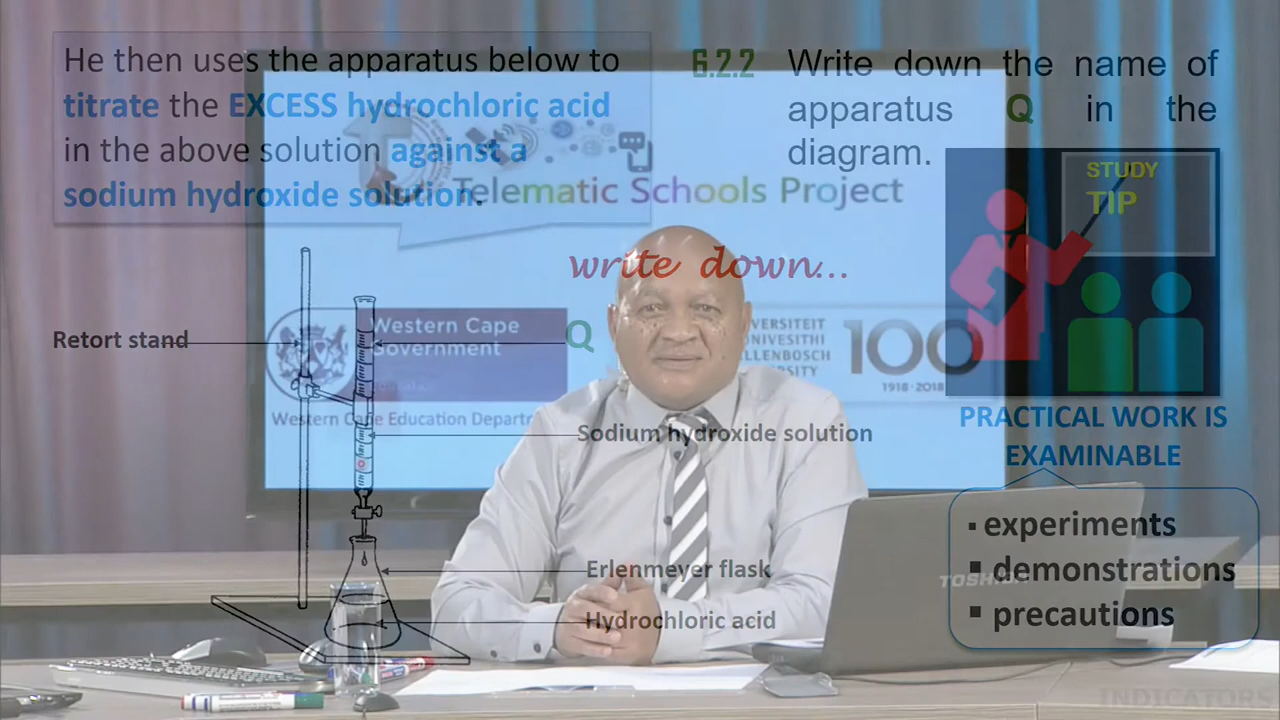 He then uses the apparatus below to
titrate the EXCESS hydrochloric acid
in the above solution against a
sodium hydroxide solution.
6.2.2 Write down the name of
apparatus Q in the
diagram.
STUDY
TIP
Telematic Schools Project
write down...
Retort stand
Western Cape
Government
Q
100
1918 · 2018
Western Cape Education
PRACTICAL WORK IS
EXAMINABLE
Sodium hydroxide solution
▪ experiments
▪ demonstrations
▪ precautions
Erlenmeyer flask
TOSHIBA
Hydrochloric acid
INDICATORS